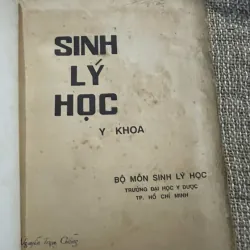 SINH
LÝ
HỌC
Y KHOA
BỘ MÔN SINH LÝ HỌC
TRƯỜNG ĐẠI HỌC Y DƯỢC
TP. HỒ CHÍ MINH